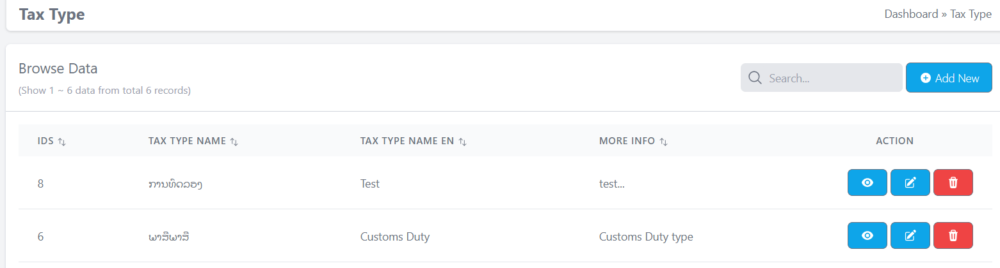 Tax Type
Dashboard » Tax Type
Browse Data
(Show 1 ~ 6 data from total 6 records)
Search...
Add New
IDS TAX TYPE NAME TAX TYPE NAME EN MORE INFO ACTION
8 ການທົດລອງ Test test...
6 ພາສີພາສີ Customs Duty Customs Duty type